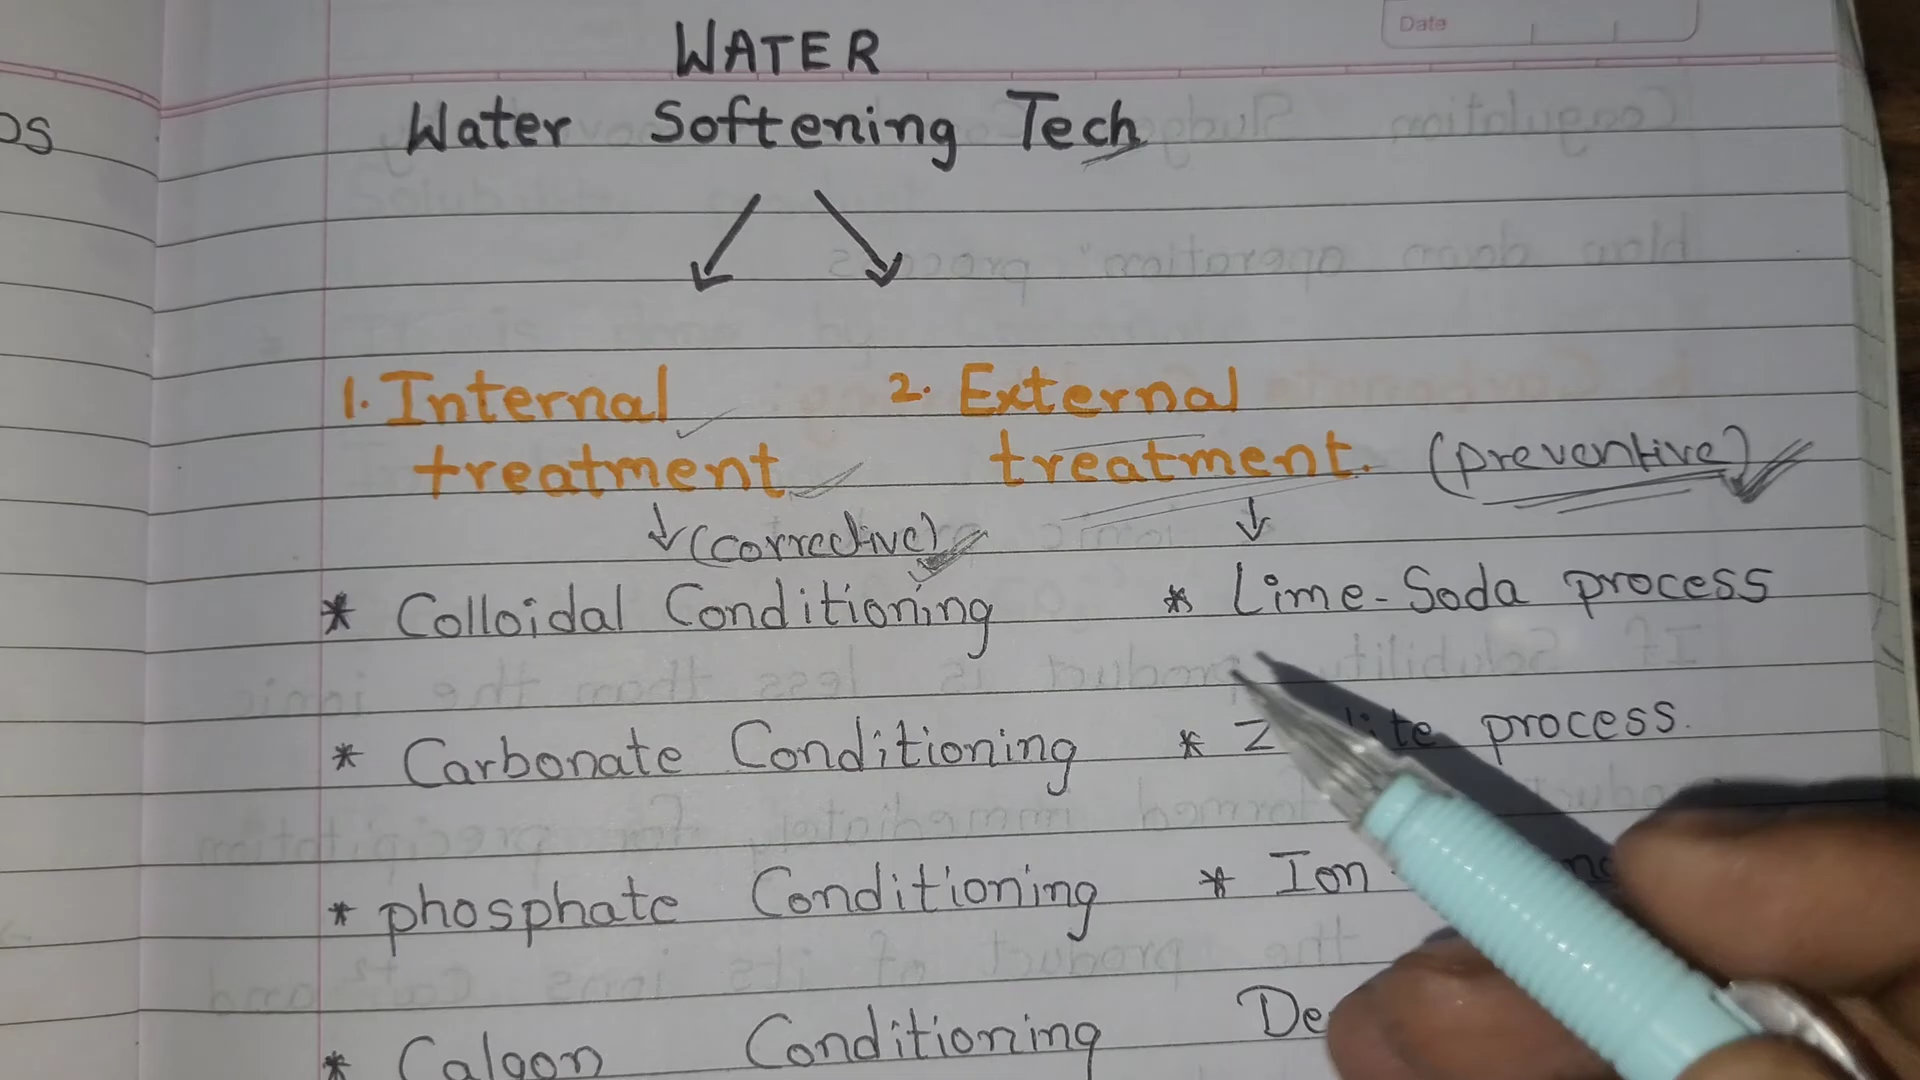 Date
WATER
Water Softening Tech
1. Internal treatment
2. External treatment. (preventive)
(corrective)
* Colloidal Conditioning
* Lime-Soda process
* Carbonate Conditioning
* process.
* phosphate Conditioning
* Ion
* Calgon Conditioning